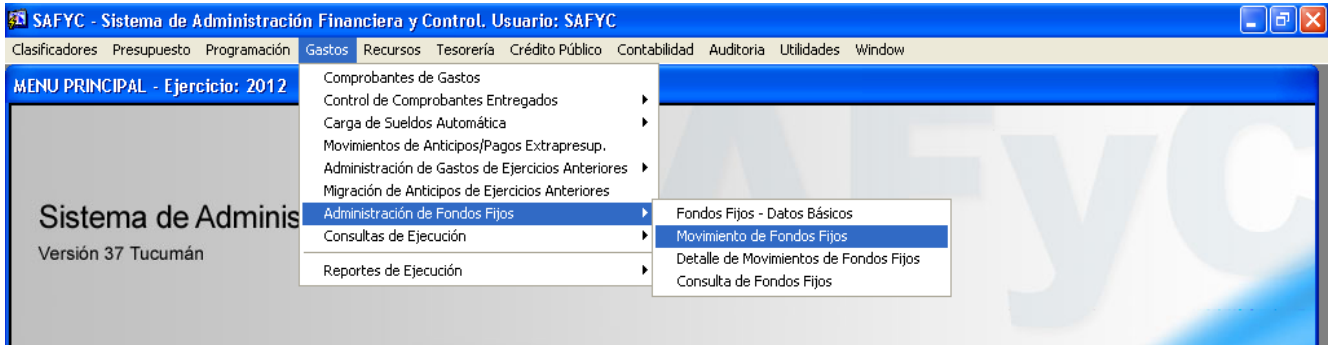 SAFYC - Sistema de Administración Financiera y Control. Usuario: SAFYC
Clasificadores Presupuesto Programación Gastos Recursos Tesorería Crédito Público Contabilidad Auditoria Utilidades Window
MENU PRINCIPAL - Ejercicio: 2012
Comprobantes de Gastos
Control de Comprobantes Entregados
Carga de Sueldos Automática
Movimientos de Anticipos/Pagos Extrapresup.
Administración de Gastos de Ejercicios Anteriores
Migración de Anticipos de Ejercicios Anteriores
Administración de Fondos Fijos
Consultas de Ejecución
Reportes de Ejecución
Fondos Fijos - Datos Básicos
Movimiento de Fondos Fijos
Detalle de Movimientos de Fondos Fijos
Consulta de Fondos Fijos
Sistema de Adminis
Versión 37 Tucumán
AFyC